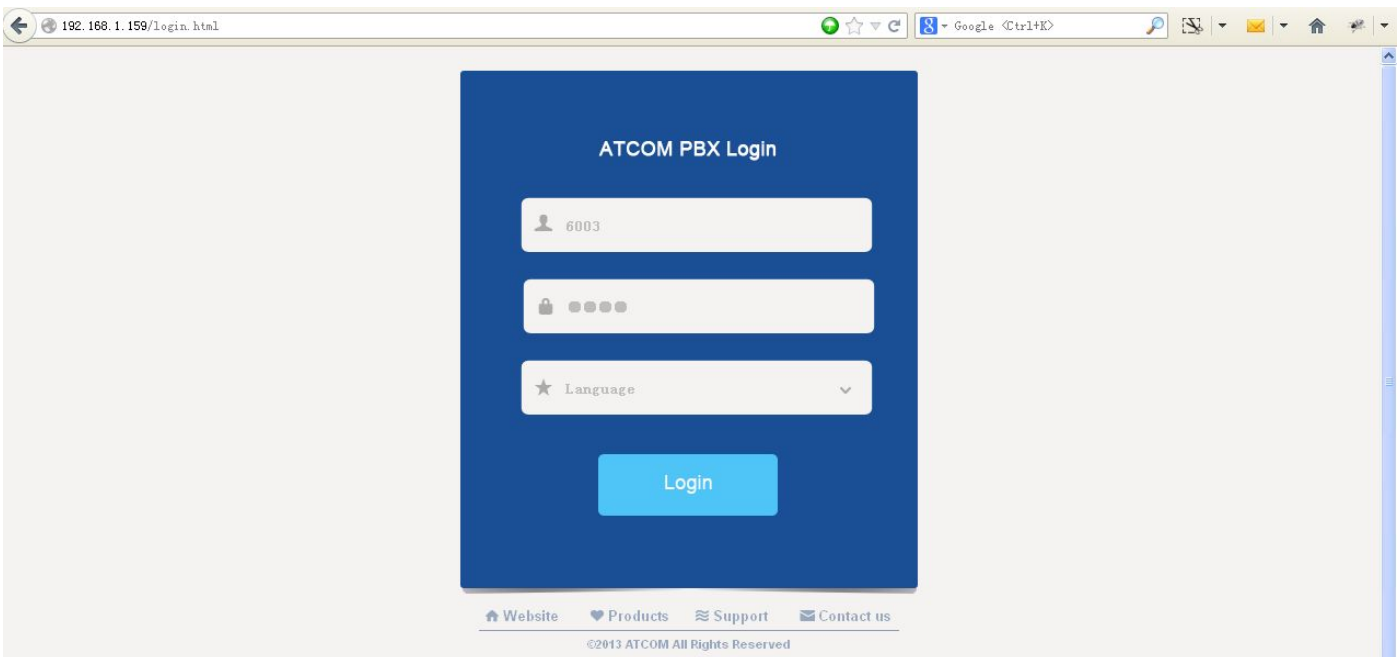 192.168.1.159/login.html
Google <Ctrl+K>
ATCOM PBX Login
6003
Language
Login
Website Products Support Contact us
©2013 ATCOM All Rights Reserved